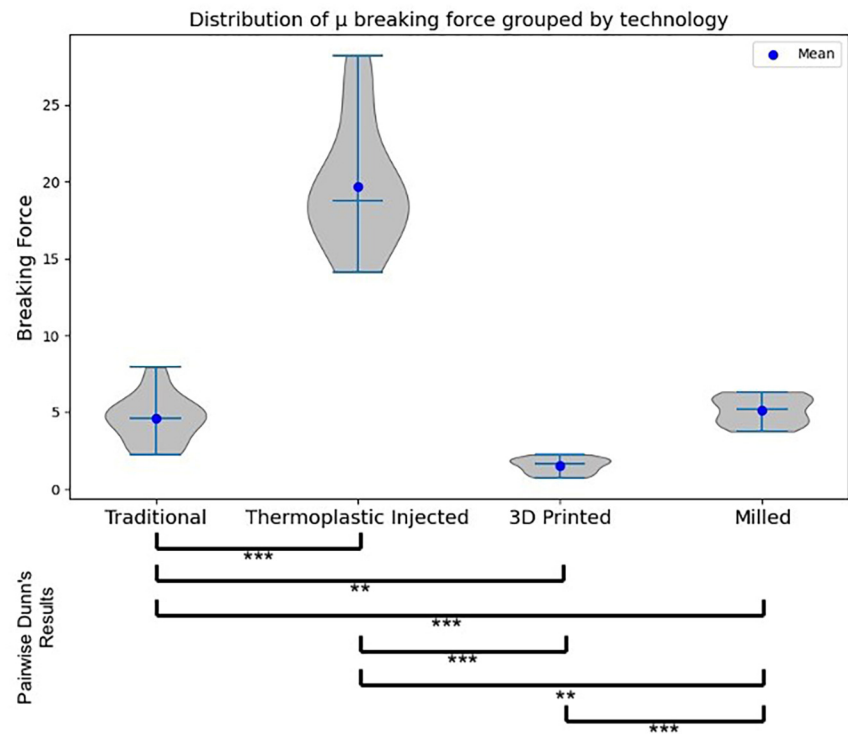 Distribution of μ breaking force grouped by technology
Mean
Breaking Force
25
20
15
10
5
0
Traditional
Thermoplastic Injected
3D Printed
Milled
Pairwise Dunn's
Results
***
**
***
***
**
***